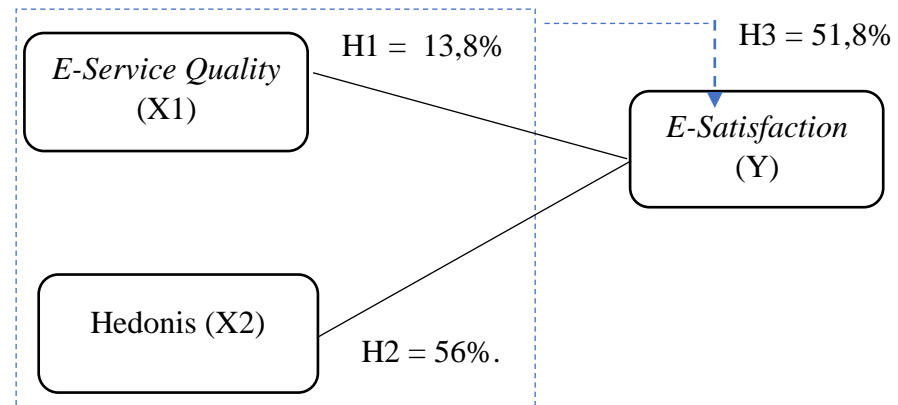 H1 = 13,8%
H3 = 51,8%
E-Service Quality
(X1)
E-Satisfaction
(Y)
Hedonis (X2)
H2 = 56%.